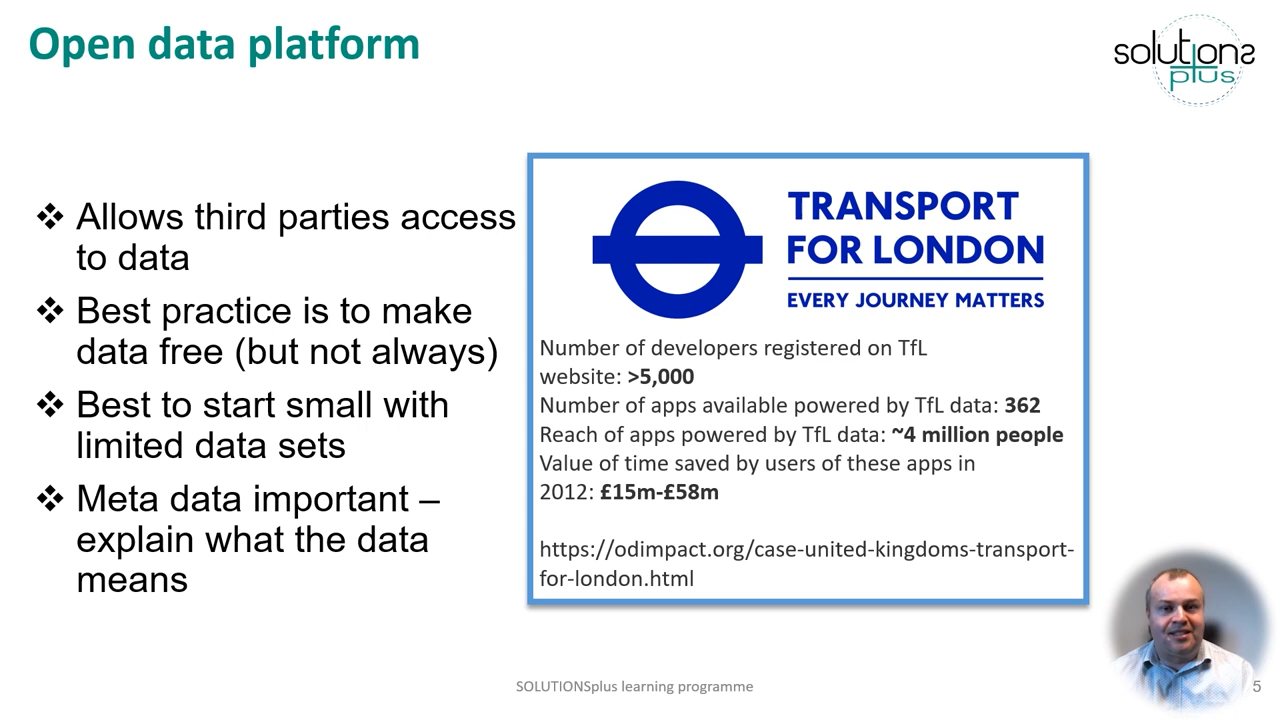 Open data platform
solutions
plus
❖ Allows third parties access
to data
❖ Best practice is to make
data free (but not always)
❖ Best to start small with
limited data sets
❖ Meta data important –
explain what the data
means
TRANSPORT
FOR LONDON
EVERY JOURNEY MATTERS
Number of developers registered on TfL
website: >5,000
Number of apps available powered by TfL data: 362
Reach of apps powered by TfL data: ~4 million people
Value of time saved by users of these apps in
2012: £15m-£58m
https://odimpact.org/case-united-kingdoms-transport-
for-london.html
SOLUTIONSplus learning programme
5